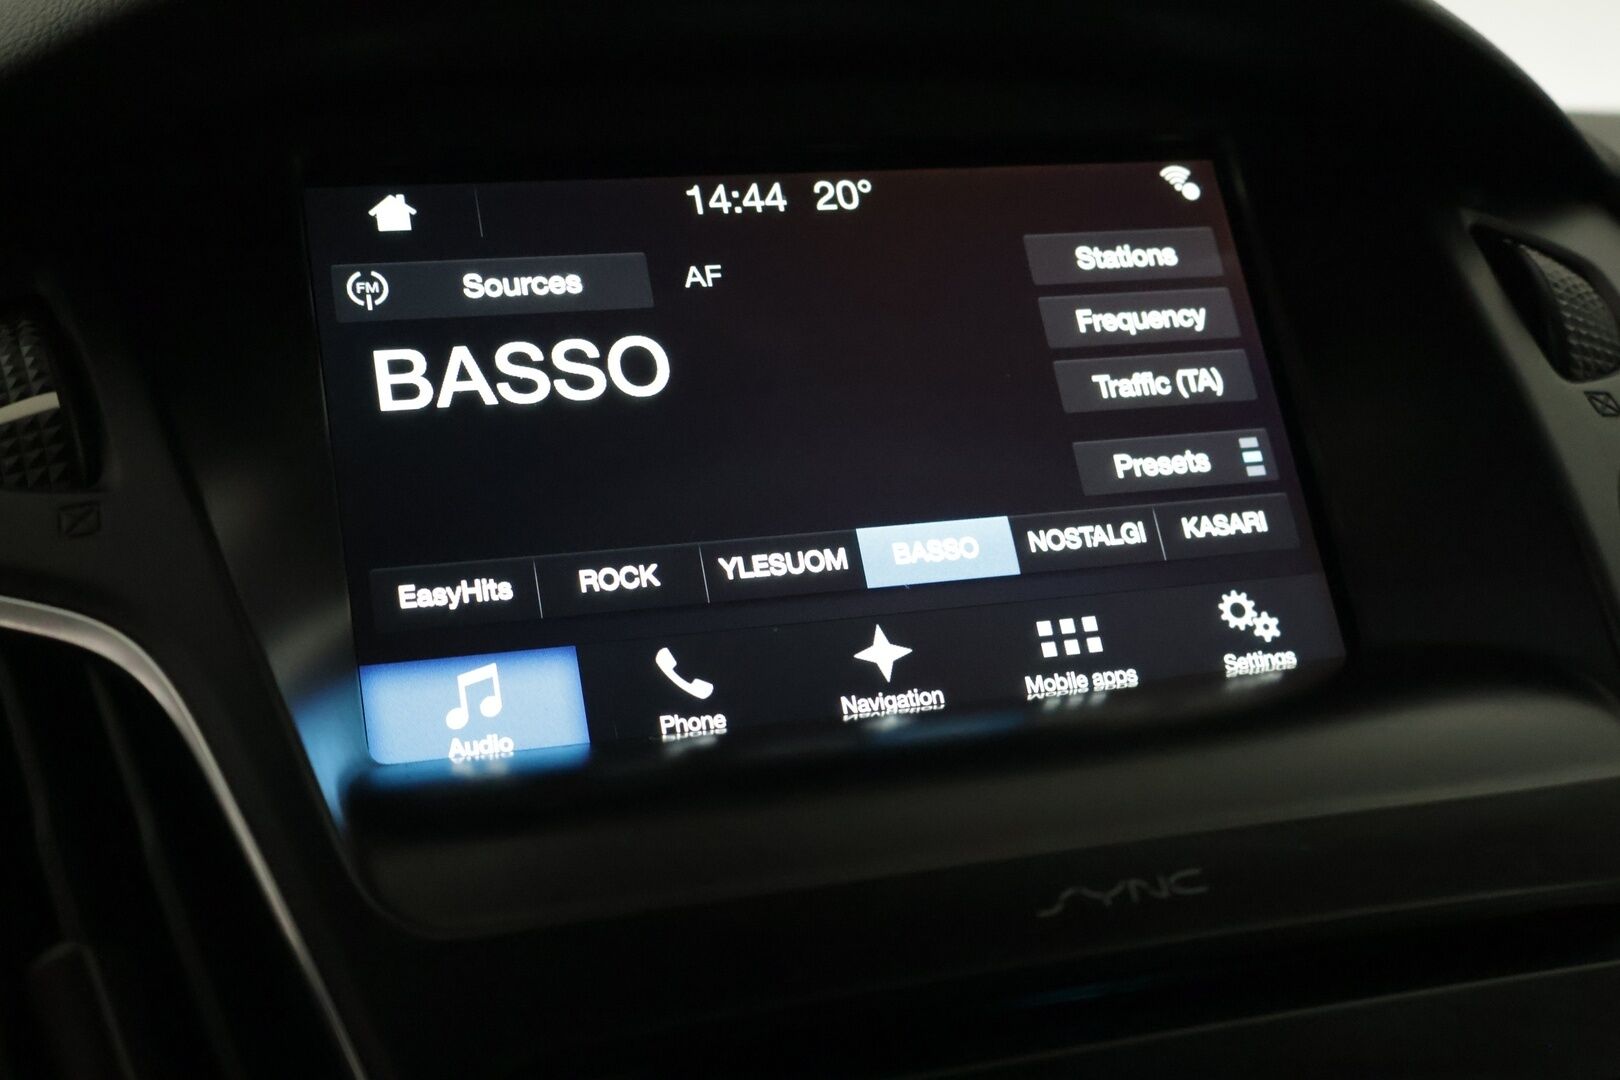 14:44 20°
FM Sources AF
Stations
Frequency
BASSO
Traffic (TA)
Presets
EasyHits ROCK YLESUOM BASSO NOSTALGI KASARI
Audio Phone Navigation Mobile apps Settings
SYNC